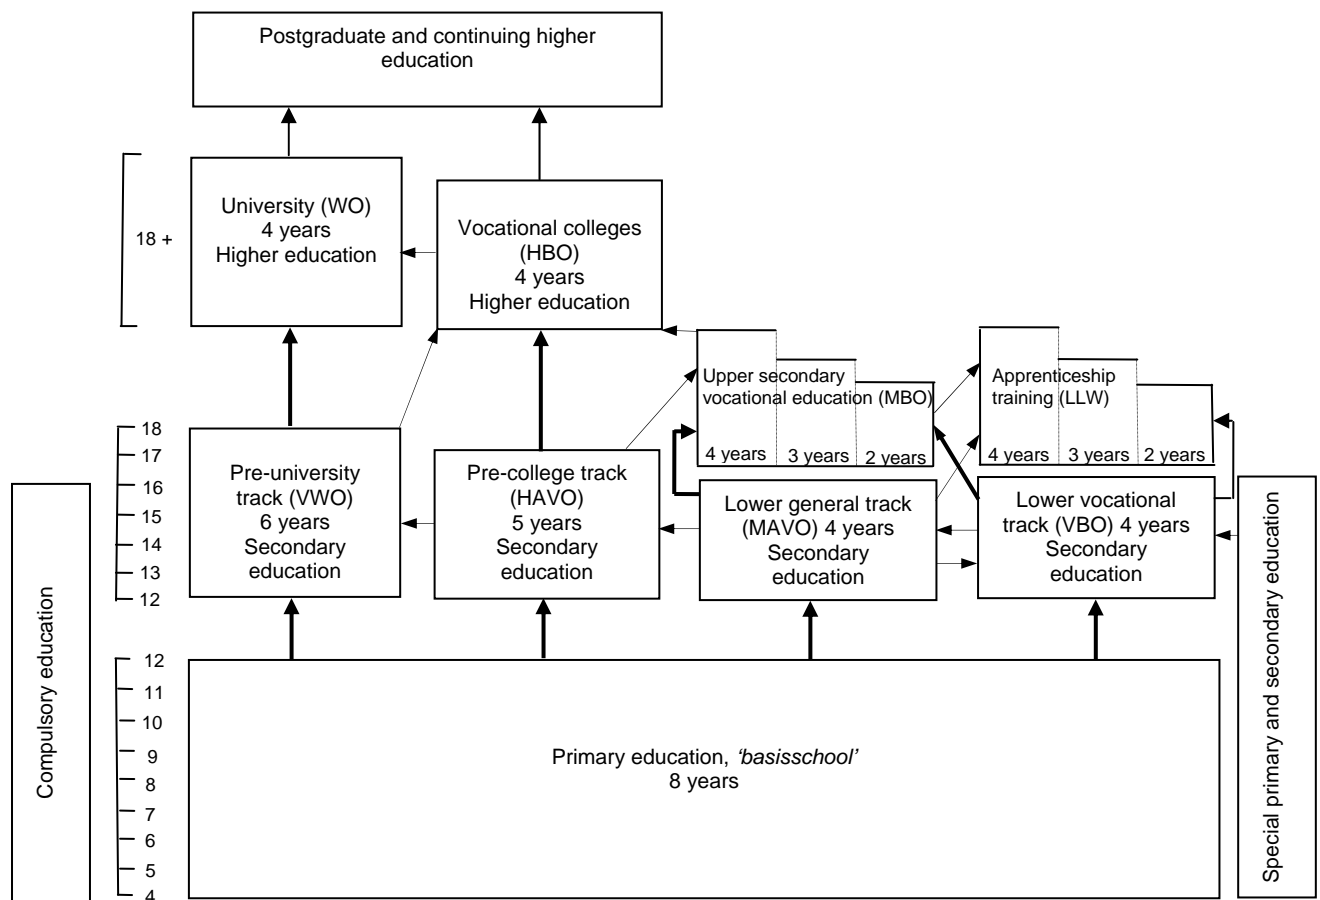 Postgraduate and continuing higher
education
University (WO)
4 years
Higher education
Vocational colleges
(HBO)
4 years
Higher education
18 +
Upper secondary
vocational education (MBO)
4 years
3 years
2 years
Apprenticeship
training (LLW)
4 years
3 years
2 years
18
17
16
15
14
13
12
Pre-university
track (VWO)
6 years
Secondary
education
Pre-college track
(HAVO)
5 years
Secondary
education
Lower general track
(MAVO) 4 years
Secondary
education
Lower vocational
track (VBO) 4 years
Secondary
education
Compulsory education
Special primary and secondary education
12
11
10
9
8
7
6
5
4
Primary education, ‘basisschool’
8 years